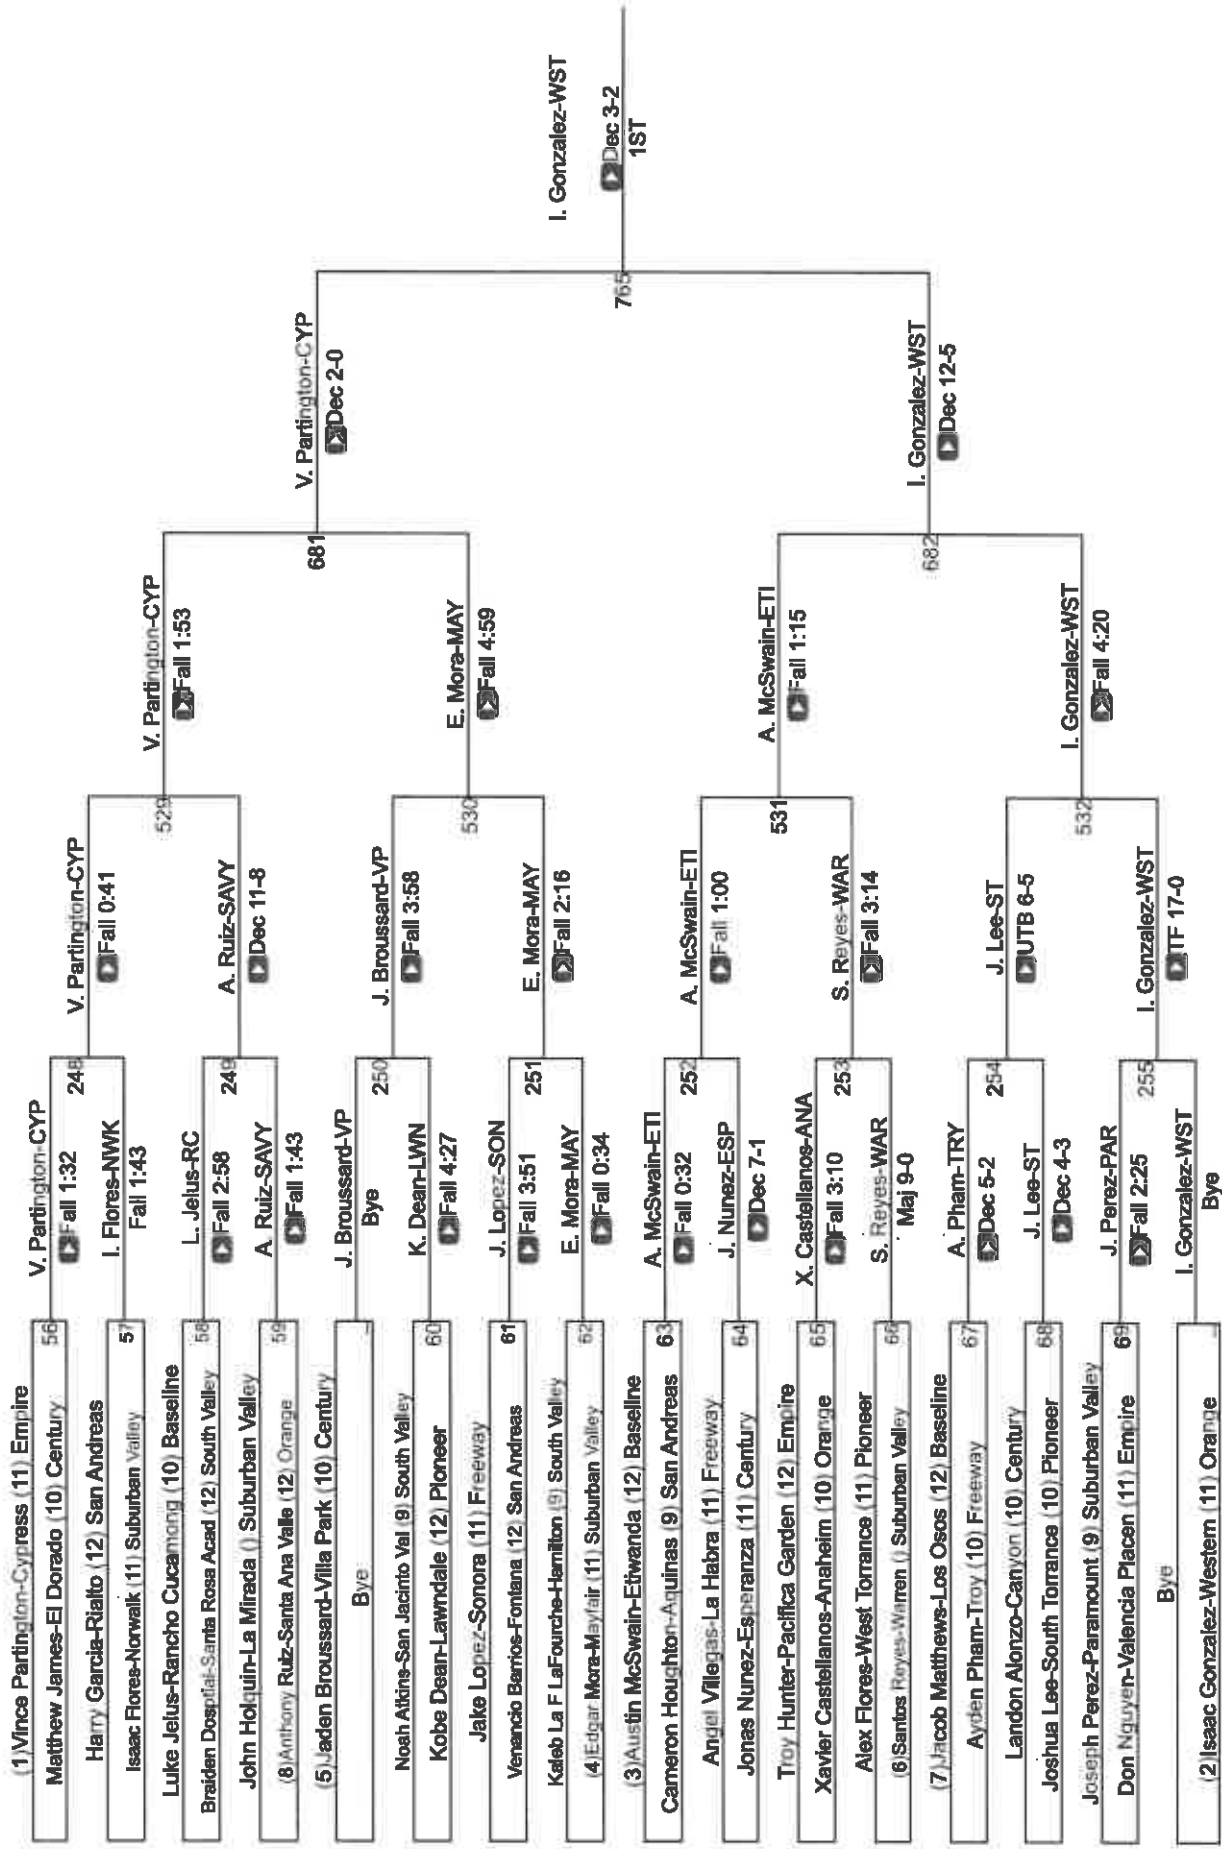 (1)Vince Partington-Cypress (11) Empire
56
Matthew James-El Dorado (10) Century
Harry Garcia-Rialto (12) San Andreas
57
Isaac Flores-Norwalk (11) Suburban Valley
Luke Jelus-Rancho Cucamong (10) Baseline
58
Braiden Dosptial-Santa Rosa Acad (12) South Valley
John Holquin-La Mirada () Suburban Valley
59
(8)Anthony Ruiz-Santa Ana Valle (12) Orange
(5)Jaden Broussard-Villa Park (10) Century
Bye
Noah Atkins-San Jacinto Val (9) South Valley
60
Kobe Dean-Lawndale (12) Pioneer
Jake Lopez-Sonora (11) Freeway
61
Venancio Barrios-Fontana (12) San Andreas
Kaleb La F LaFourche-Hamilton (9) South Valley
62
(4)Edgar Mora-Mayfair (11) Suburban Valley
(3)Austin McSwain-Etiwanda (12) Baseline
63
Cameron Houghton-Aquinas (9) San Andreas
Angel Villegas-La Habra (11) Freeway
64
Jonas Nunez-Esperanza (11) Century
Troy Hunter-Pacifica Garden (12) Empire
65
Xavier Castellanos-Anaheim (10) Orange
Alex Flores-West Torrance (11) Pioneer
66
(6)Santos Reyes-Warren () Suburban Valley
(7)Jacob Matthews-Los Osos (12) Baseline
67
Ayden Pham-Troy (10) Freeway
Landon Alonzo-Canyon (10) Century
68
Joshua Lee-South Torrance (10) Pioneer
Joseph Perez-Paramount (9) Suburban Valley
69
Don Nguyen-Valencia Placen (11) Empire
Bye
(2)Isaac Gonzalez-Western (11) Orange
V. Partington-CYP
Fall 1:32
248
I. Flores-NWK
Fall 1:43
L. Jelus-RC
Fall 2:58
249
A. Ruiz-SAVY
Fall 1:43
J. Broussard-VP
Bye
250
K. Dean-LWN
Fall 4:27
J. Lopez-SON
Fall 3:51
251
E. Mora-MAY
Fall 0:34
A. McSwain-ETI
Fall 0:32
252
J. Nunez-ESP
Dec 7-1
X. Castellanos-ANA
Fall 3:10
253
S. Reyes-WAR
Maj 9-0
A. Pham-TRY
Dec 5-2
254
J. Lee-ST
Dec 4-3
J. Perez-PAR
Fall 2:25
255
I. Gonzalez-WST
Bye
V. Partington-CYP
Fall 0:41
529
A. Ruiz-SAVY
Dec 11-8
J. Broussard-VP
Fall 3:58
530
E. Mora-MAY
Fall 2:16
A. McSwain-ETI
Fall 1:00
531
S. Reyes-WAR
Fall 3:14
J. Lee-ST
UTB 6-5
532
I. Gonzalez-WST
TF 17-0
V. Partington-CYP
Fall 1:53
681
E. Mora-MAY
Fall 4:59
A. McSwain-ETI
Fall 1:15
682
I. Gonzalez-WST
Fall 4:20
V. Partington-CYP
Dec 2-0
765
I. Gonzalez-WST
Dec 12-5
I. Gonzalez-WST
Dec 3-2
1ST